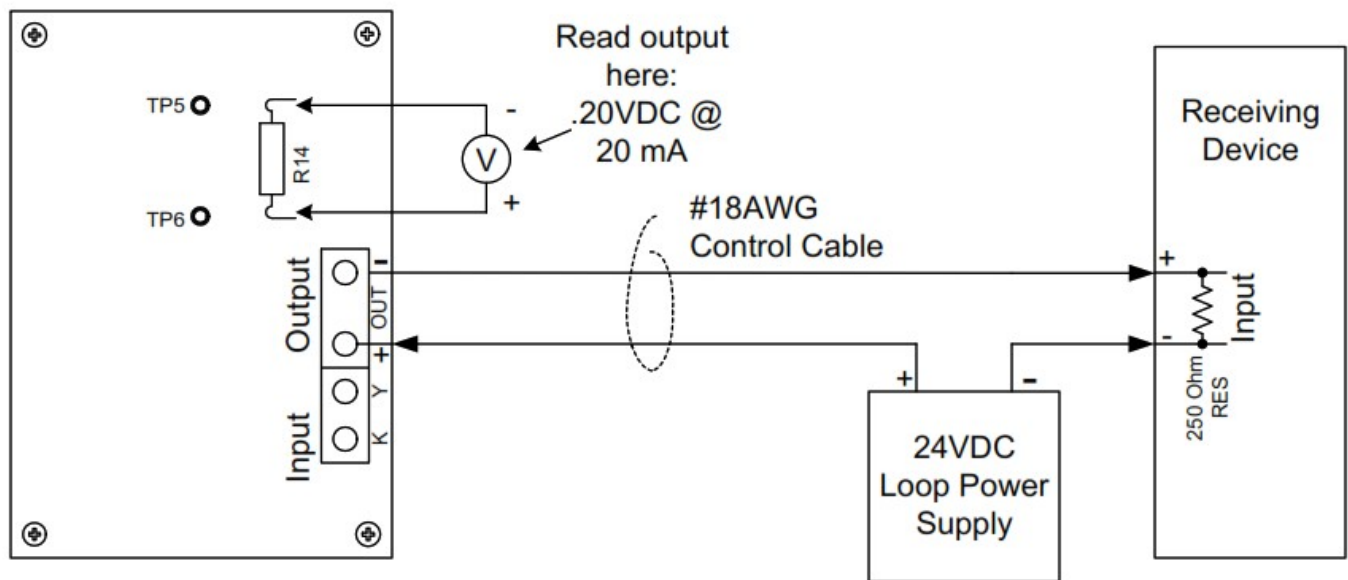 Read output
here:
.20VDC @
20 mA
TP5
R14
-
V
+
TP6
#18AWG
Control Cable
Output
-
OUT
+
Input
Y
K
+
-
24VDC
Loop Power
Supply
Receiving
Device
+
-
Input
250 Ohm
RES